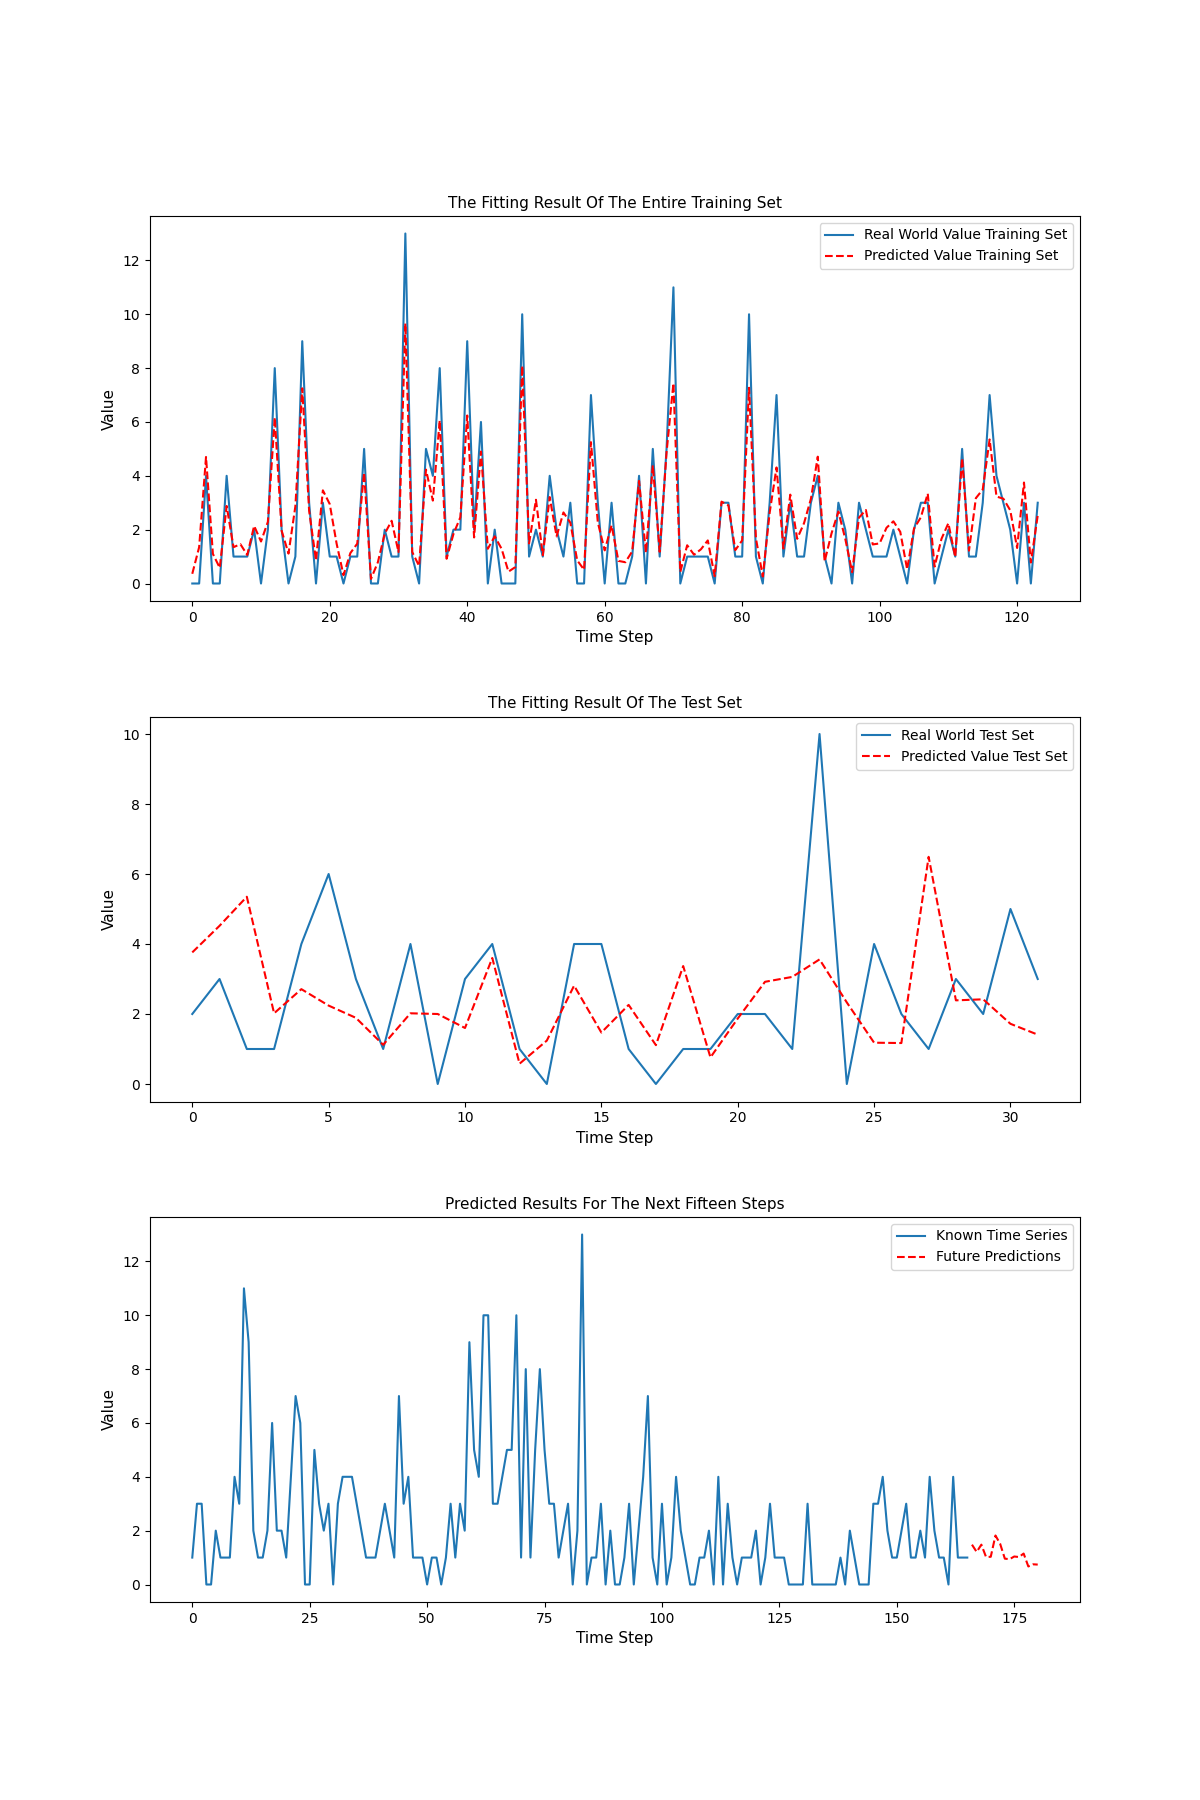 The Fitting Result Of The Entire Training Set
Real World Value Training Set
Predicted Value Training Set
Value
12
10
8
6
4
2
0
0 20 40 60 80 100 120
Time Step
The Fitting Result Of The Test Set
Real World Test Set
Predicted Value Test Set
Value
10
8
6
4
2
0
0 5 10 15 20 25 30
Time Step
Predicted Results For The Next Fifteen Steps
Known Time Series
Future Predictions
Value
12
10
8
6
4
2
0
0 25 50 75 100 125 150 175
Time Step